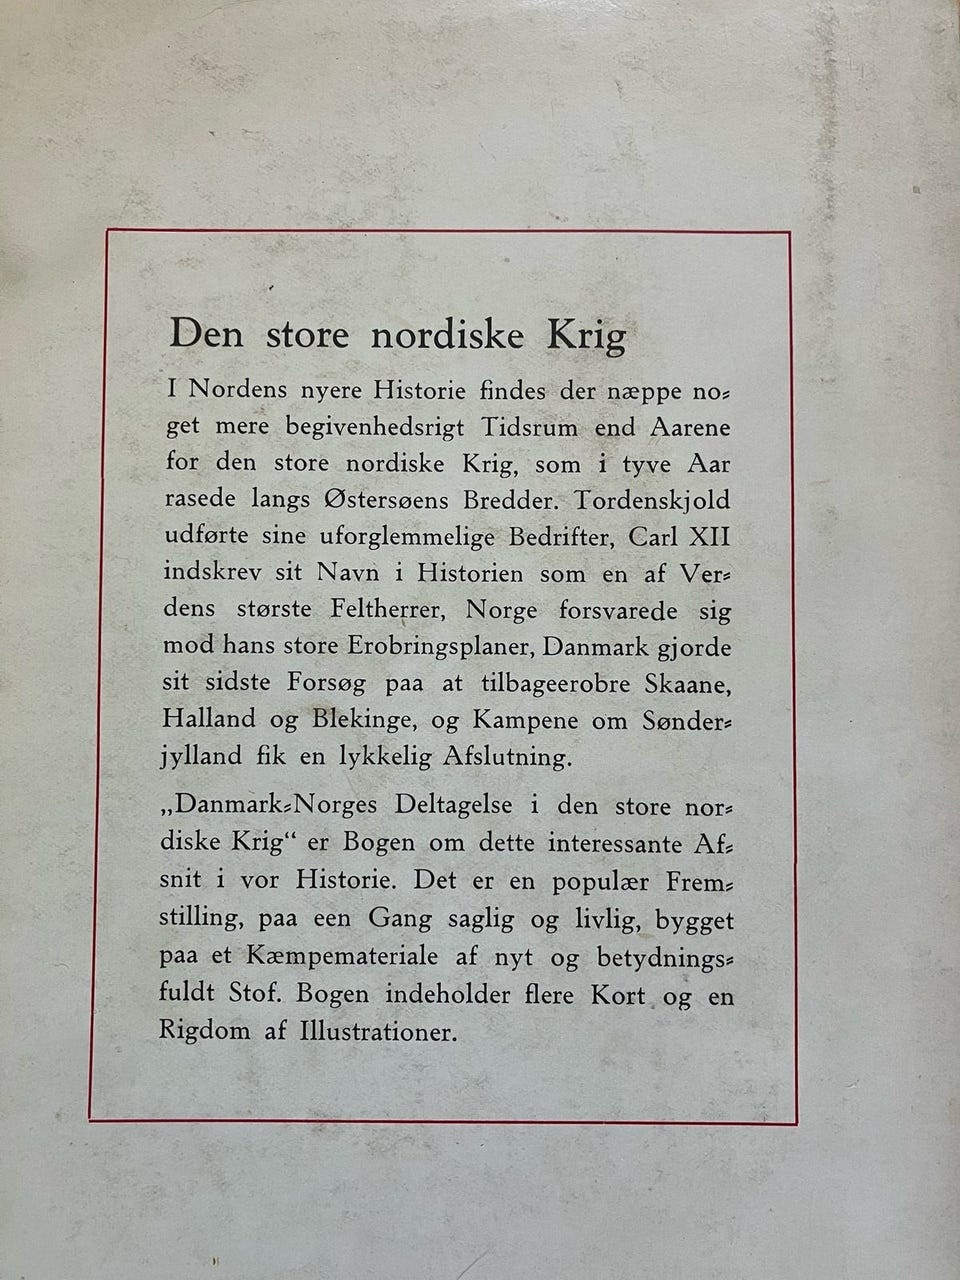 Den store nordiske Krig
I Nordens nyere Historie findes der næppe no⸗
get mere begivenhedsrigt Tidsrum end Aarene
for den store nordiske Krig, som i tyve Aar
rasede langs Østersøens Bredder. Tordenskjold
udførte sine uforglemmelige Bedrifter, Carl XII
indskrev sit Navn i Historien som en af Ver⸗
dens største Feltherrer, Norge forsvarede sig
mod hans store Erobringsplaner, Danmark gjorde
sit sidste Forsøg paa at tilbageerobre Skaane,
Halland og Blekinge, og Kampene om Sønder⸗
jylland fik en lykkelig Afslutning.
„Danmark⸗Norges Deltagelse i den store nor⸗
diske Krig“ er Bogen om dette interessante Af⸗
snit i vor Historie. Det er en populær Frem⸗
stilling, paa een Gang saglig og livlig, bygget
paa et Kæmpemateriale af nyt og betydnings⸗
fuldt Stof. Bogen indeholder flere Kort og en
Rigdom af Illustrationer.